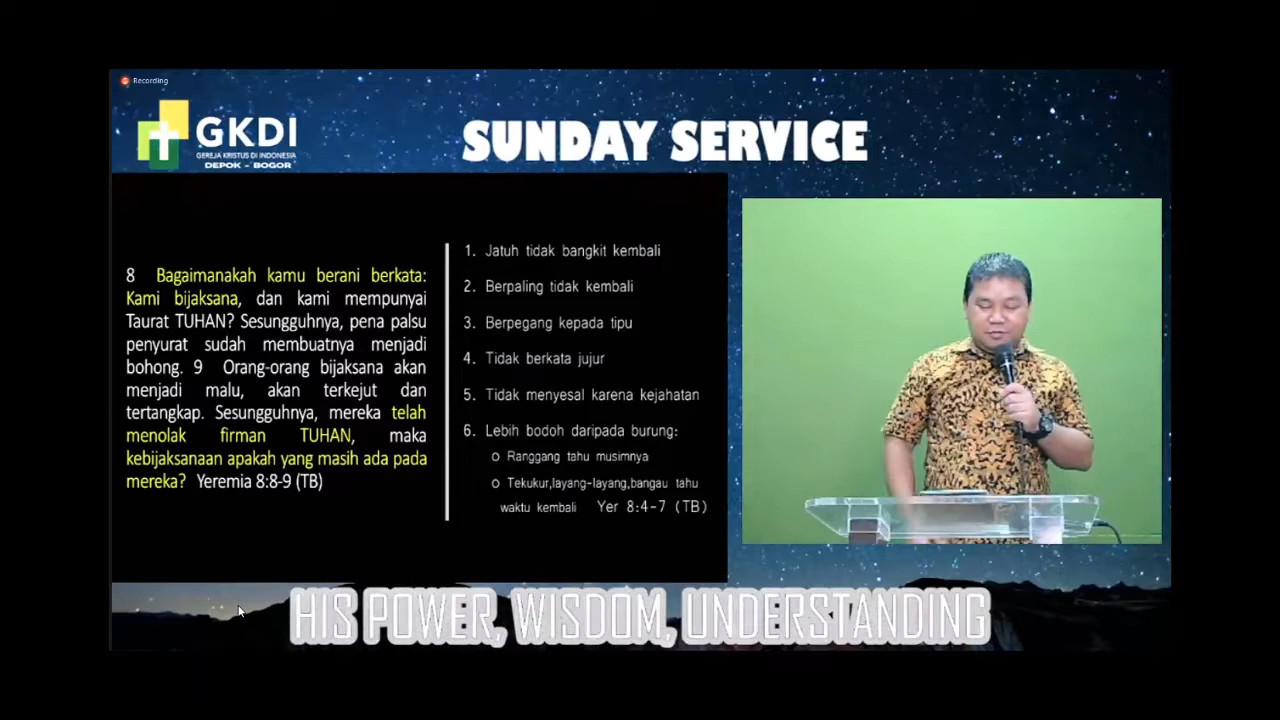 Recording
GKDI
GEREJA KRISTUS DI INDONESIA
DEPOK - BOGOR
SUNDAY SERVICE
8 Bagaimanakah kamu berani berkata:
Kami bijaksana, dan kami mempunyai
Taurat TUHAN? Sesungguhnya, pena palsu
penyurat sudah membuatnya menjadi
bohong. 9 Orang-orang bijaksana akan
menjadi malu, akan terkejut dan
tertangkap. Sesungguhnya, mereka telah
menolak firman TUHAN, maka
kebijaksanaan apakah yang masih ada pada
mereka? Yeremia 8:8-9 (TB)
1. Jatuh tidak bangkit kembali
2. Berpaling tidak kembali
3. Berpegang kepada tipu
4. Tidak berkata jujur
5. Tidak menyesal karena kejahatan
6. Lebih bodoh daripada burung:
o Ranggang tahu musimnya
o Tekukur,layang-layang,bangau tahu
waktu kembali Yer 8:4-7 (TB)
HIS POWER, WISDOM, UNDERSTANDING